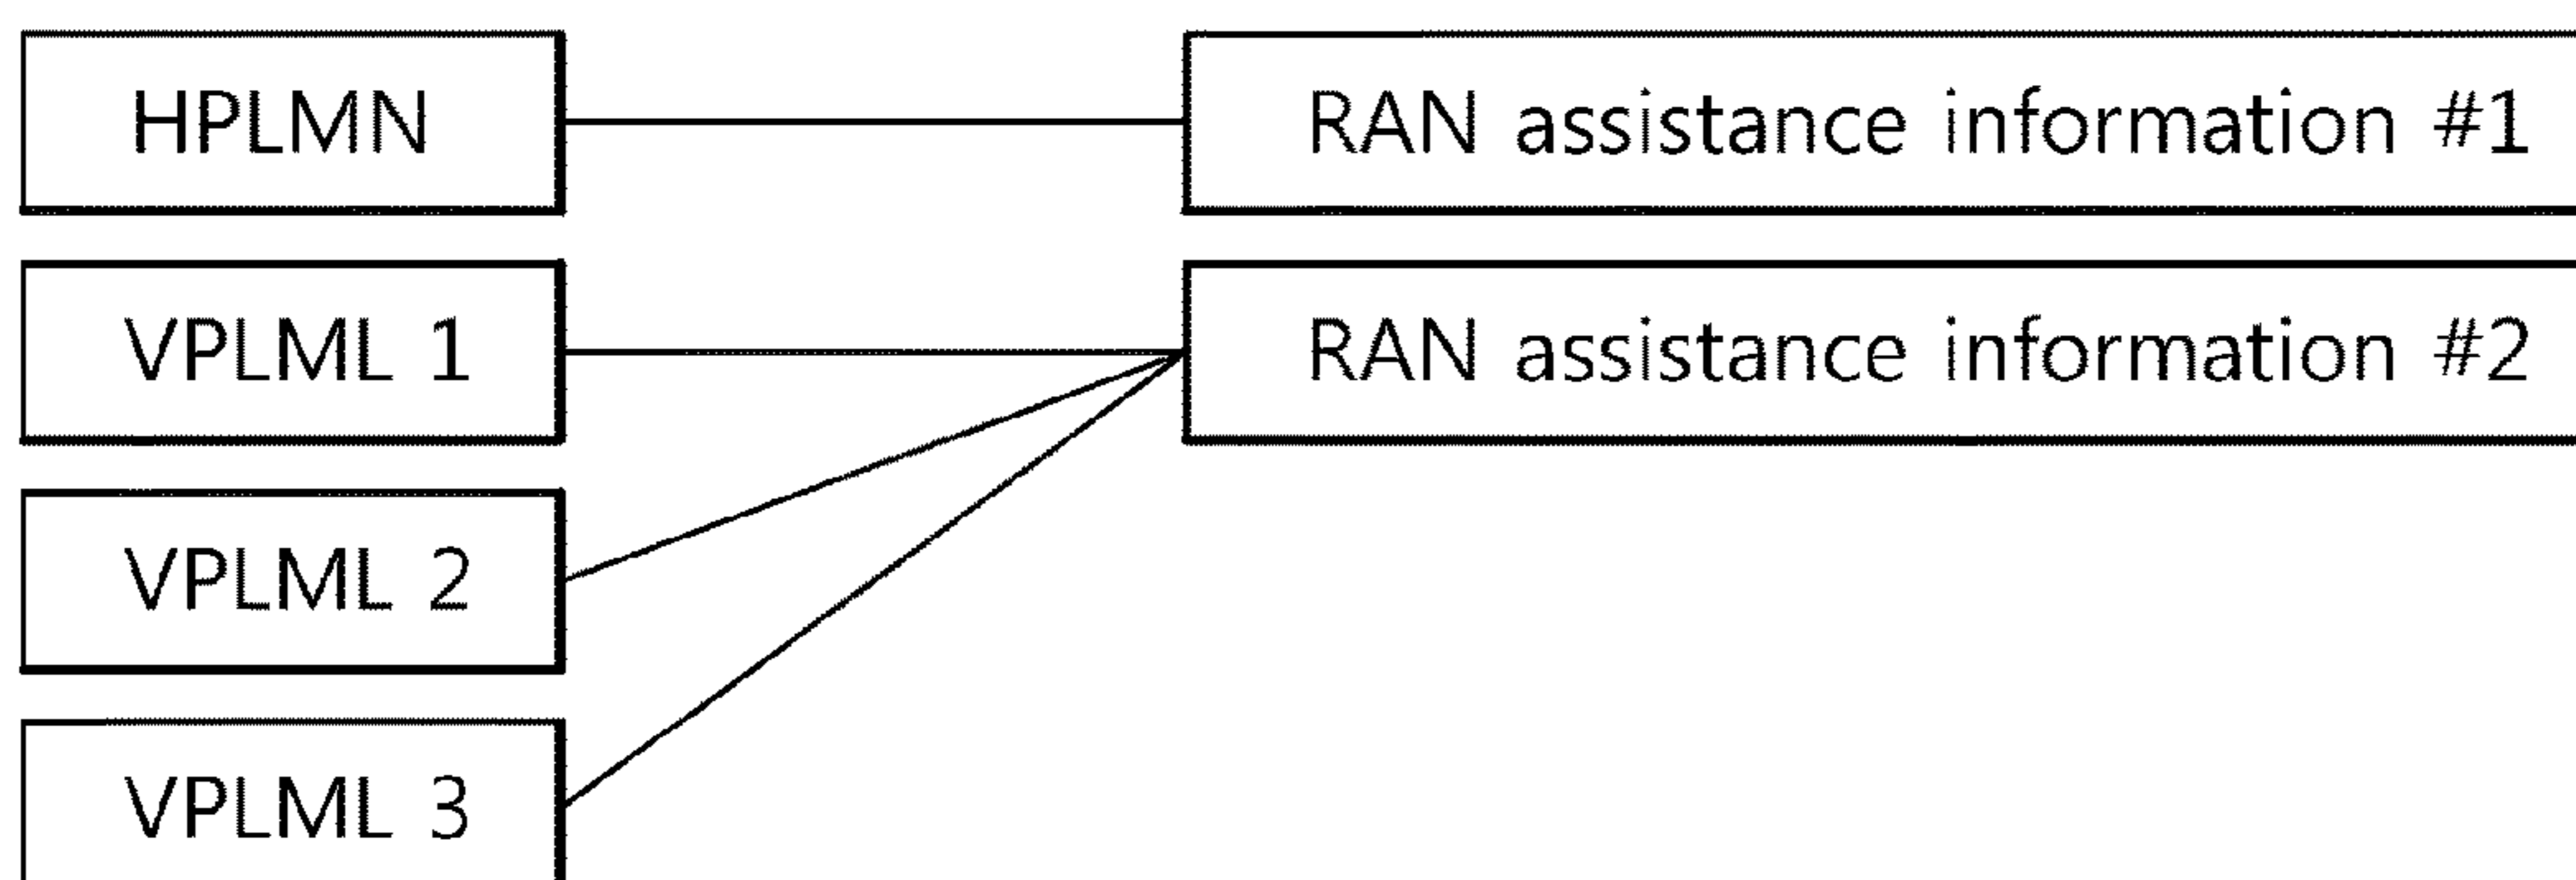 HPLMN
RAN assistance information #1
VPLML 1
RAN assistance information #2
VPLML 2
VPLML 3